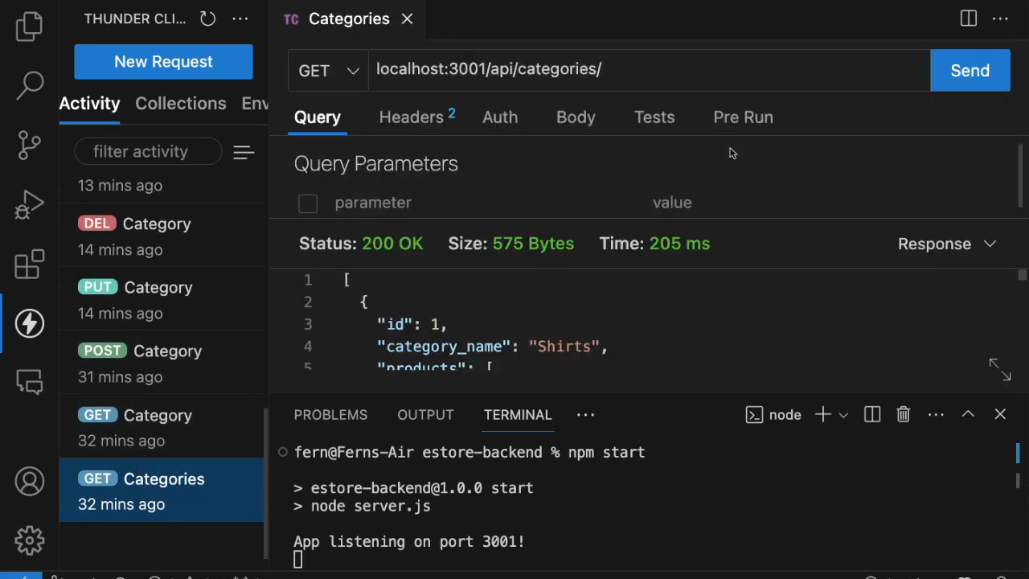 THUNDER CLI...
New Request
Activity Collections Env
filter activity
13 mins ago
DEL Category
14 mins ago
PUT Category
14 mins ago
POST Category
31 mins ago
GET Category
32 mins ago
GET Categories
32 mins ago
TC Categories
GET localhost:3001/api/categories/ Send
Query Headers 2 Auth Body Tests Pre Run
Query Parameters
parameter value
Status: 200 OK Size: 575 Bytes Time: 205 ms Response
1 [
2 {
3 "id": 1,
4 "category_name": "Shirts",
5 "products": [
PROBLEMS OUTPUT TERMINAL ... node
fern@Ferns-Air estore-backend % npm start
> estore-backend@1.0.0 start
> node server.js
App listening on port 3001!